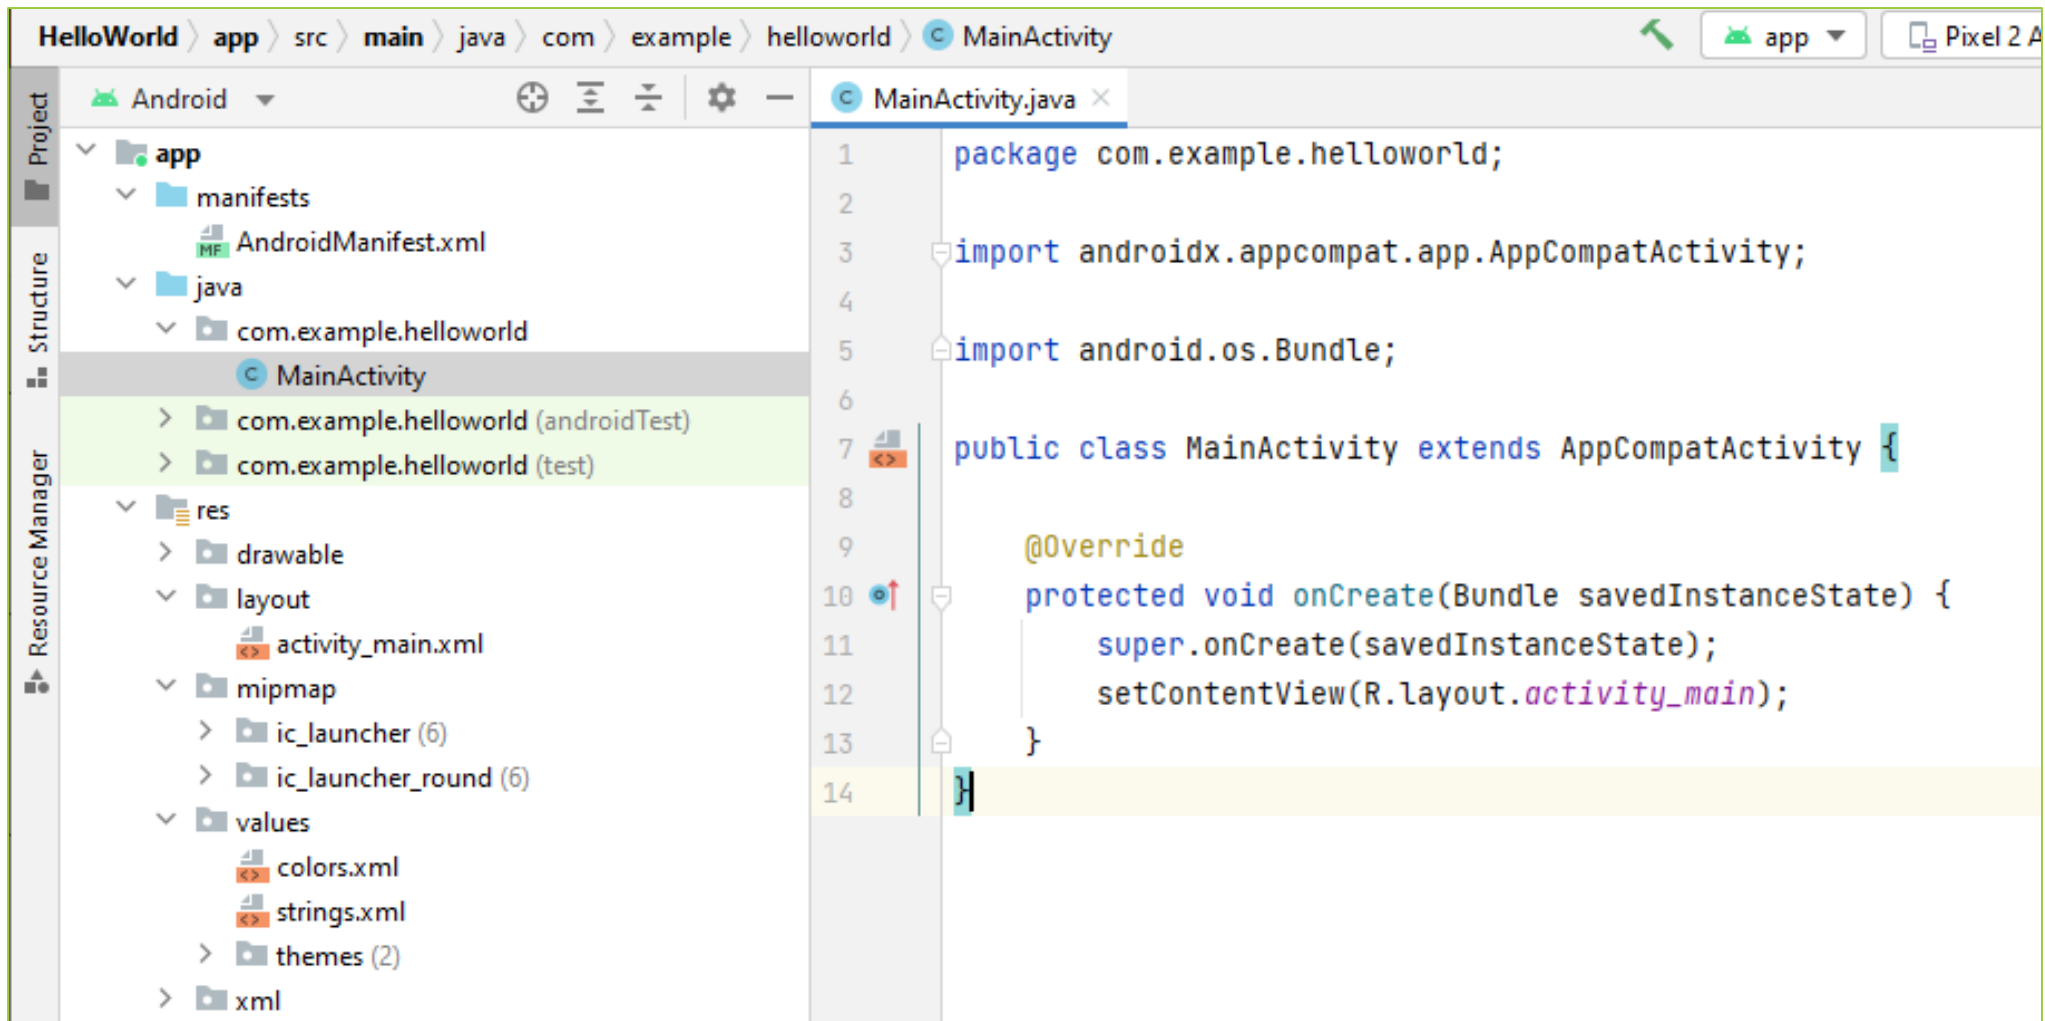 HelloWorld app src main java com example helloworld C MainActivity app Pixel 2 A
Project
Structure
Resource Manager
Android
app
manifests
MF AndroidManifest.xml
java
com.example.helloworld
C MainActivity
com.example.helloworld (androidTest)
com.example.helloworld (test)
res
drawable
layout
activity_main.xml
mipmap
ic_launcher (6)
ic_launcher_round (6)
values
colors.xml
strings.xml
themes (2)
xml
C MainActivity.java
1 package com.example.helloworld;
2
3 import androidx.appcompat.app.AppCompatActivity;
4
5 import android.os.Bundle;
6
7 public class MainActivity extends AppCompatActivity {
8
9 @Override
10 protected void onCreate(Bundle savedInstanceState) {
11 super.onCreate(savedInstanceState);
12 setContentView(R.layout.activity_main);
13 }
14 }